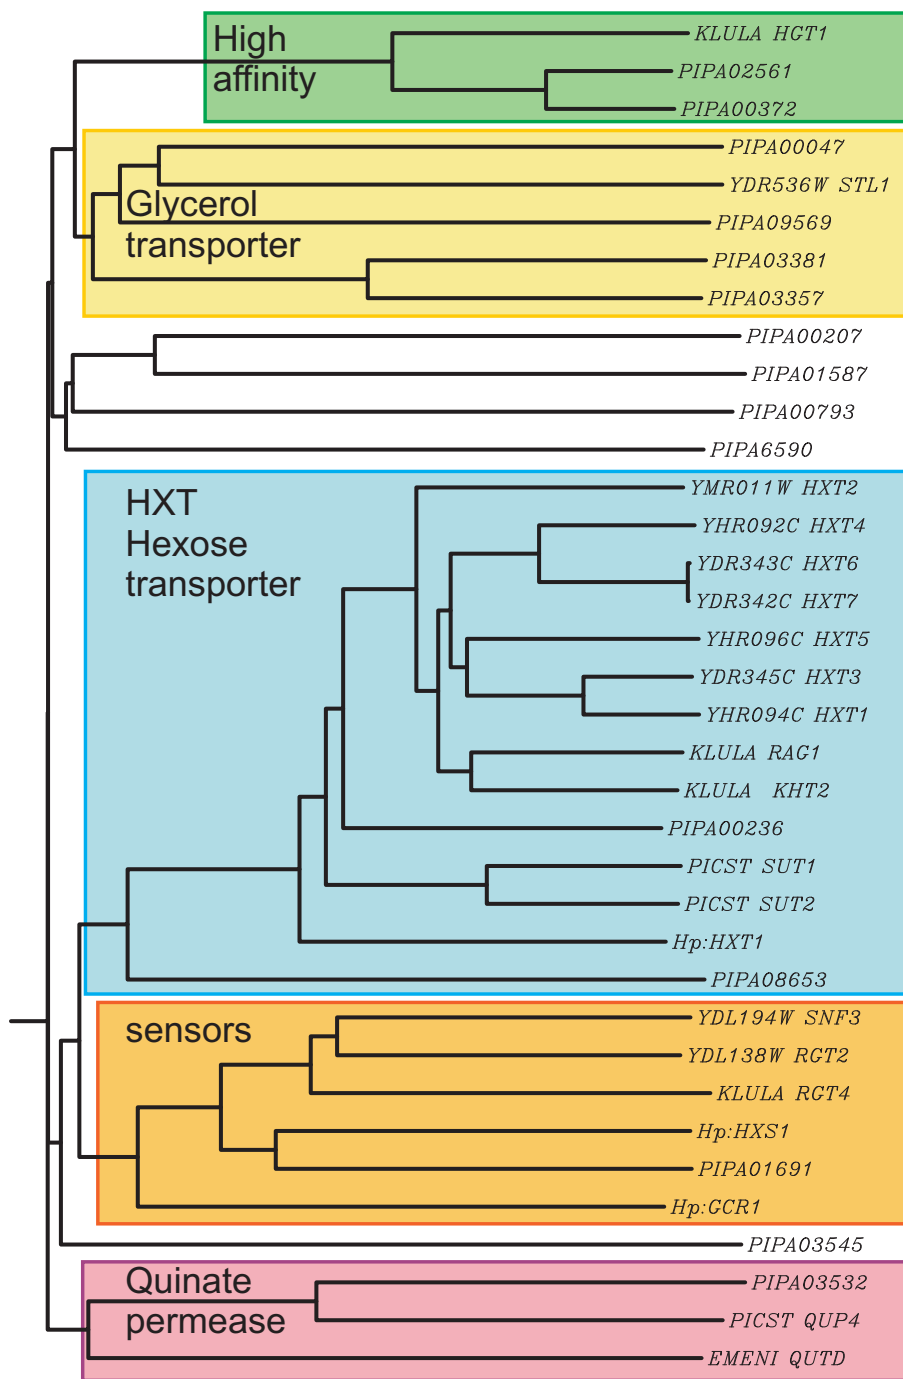 High
affinity
KLULA HGT1
PIPA02561
PIPA00372
Glycerol
transporter
PIPA00047
YDR536W STL1
PIPA09569
PIPA03381
PIPA03357
PIPA00207
PIPA01587
PIPA00793
PIPA6590
HXT
Hexose
transporter
YMR011W HXT2
YHR092C HXT4
YDR343C HXT6
YDR342C HXT7
YHR096C HXT5
YDR345C HXT3
YHR094C HXT1
KLULA RAG1
KLULA KHT2
PIPA00236
PICST SUT1
PICST SUT2
Hp:HXT1
PIPA08653
sensors
YDL194W SNF3
YDL138W RGT2
KLULA RGT4
Hp:HXS1
PIPA01691
Hp:GCR1
PIPA03545
Quinate
permease
PIPA03532
PICST QUP4
EMENI QUTD